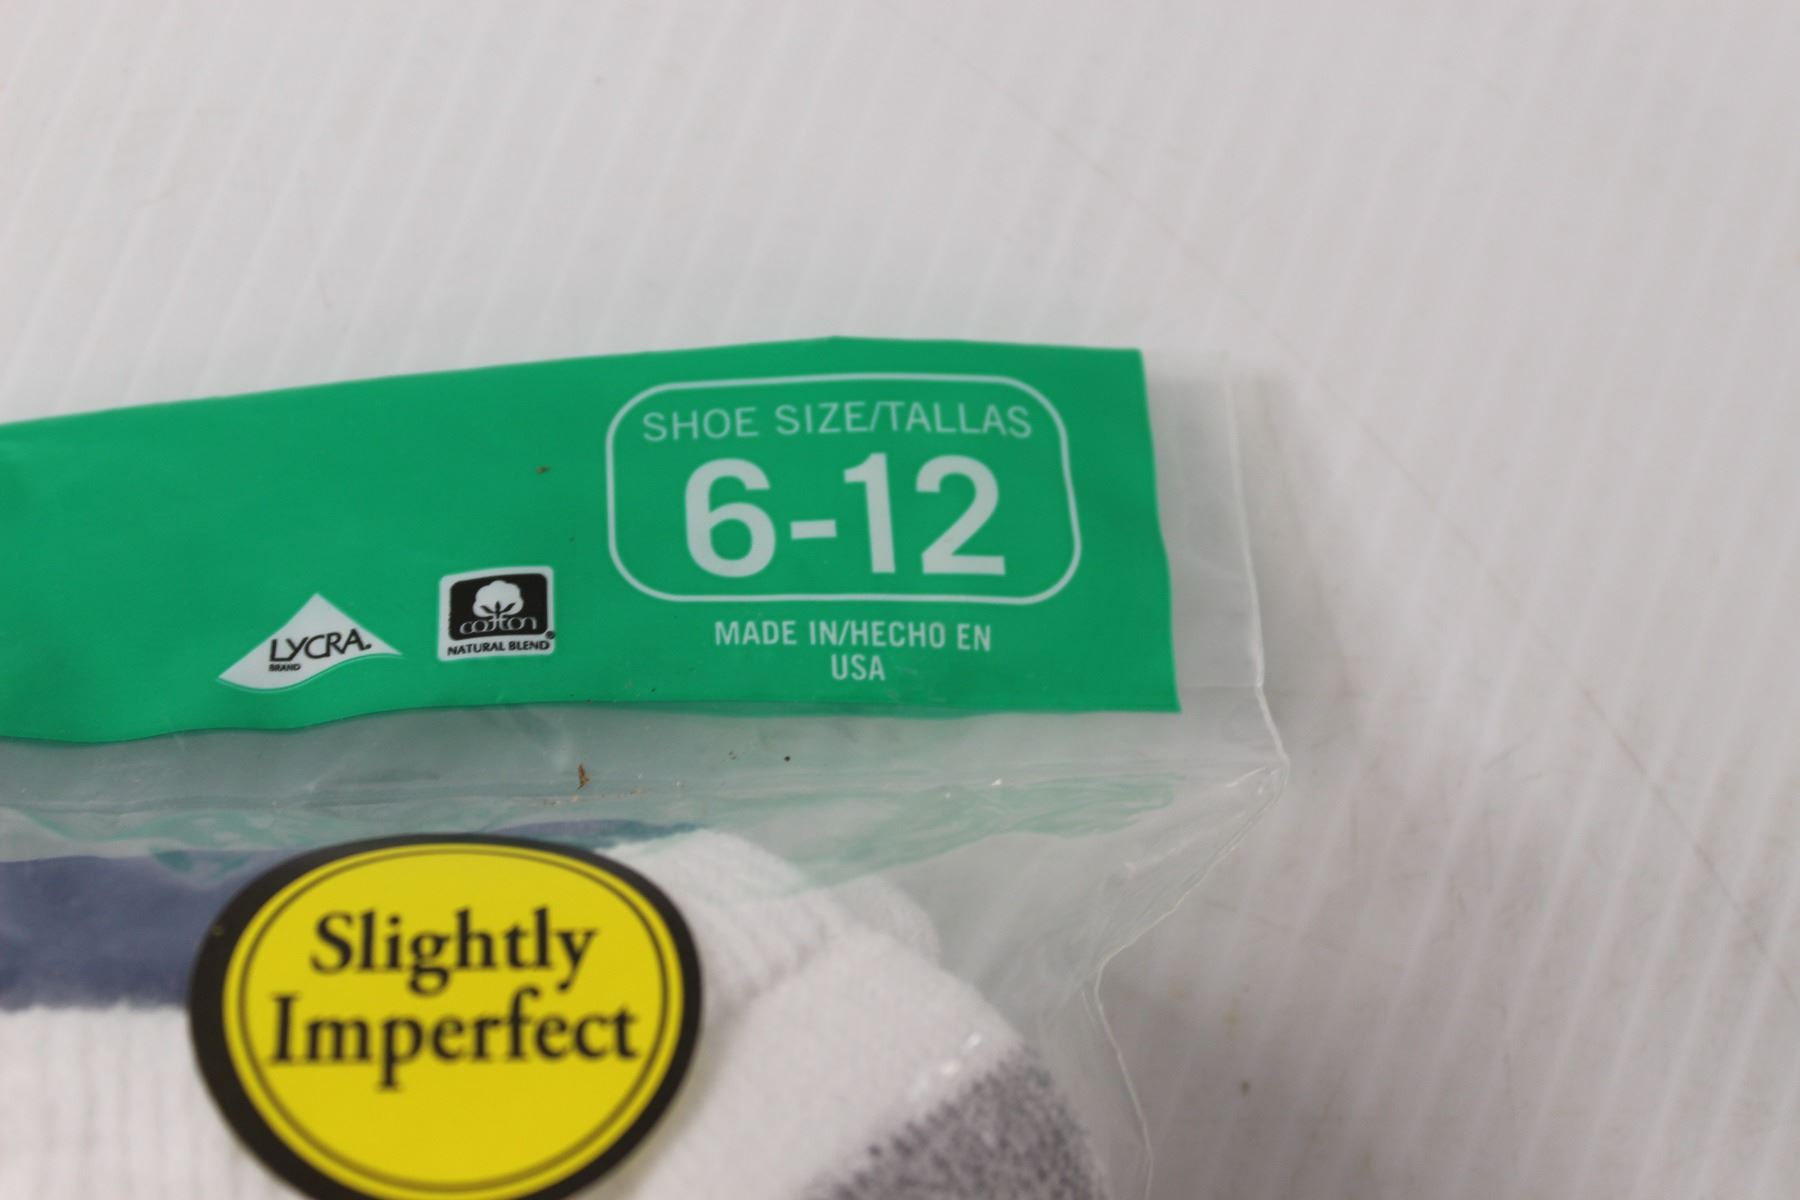 SHOE SIZE/TALLAS
6-12
MADE IN/HECHO EN
USA
LYCRA.
BRAND
cotton®
NATURAL BLEND
Slightly
Imperfect